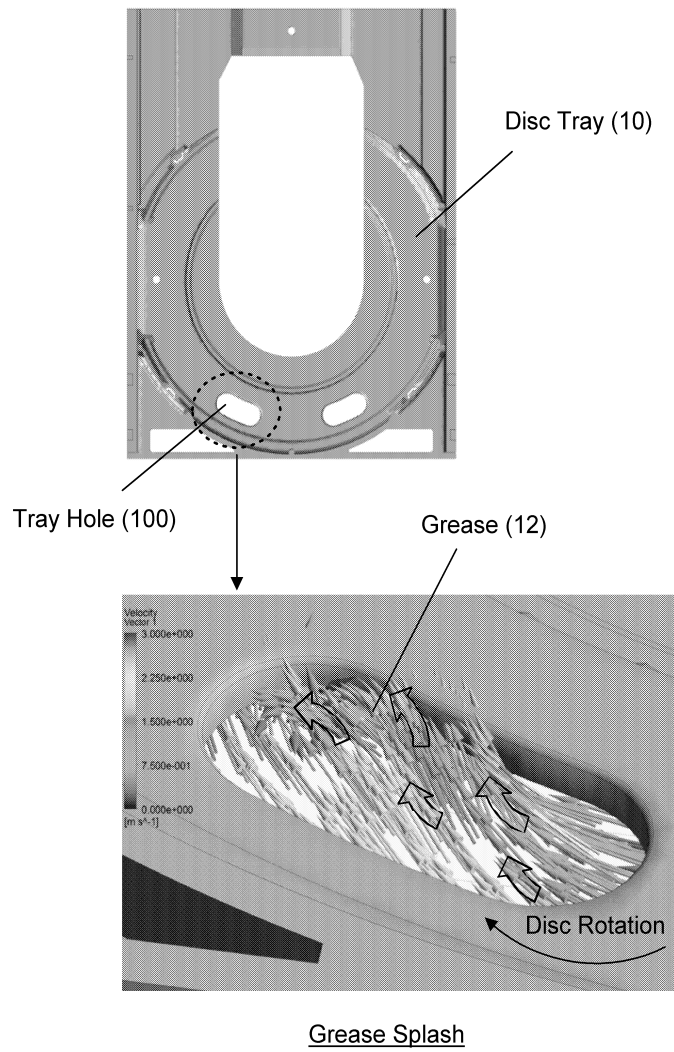 Disc Tray (10)
Tray Hole (100)
Grease (12)
Velocity
Vector 1
3.000e+000
2.250e+000
1.500e+000
7.500e-001
0.000e+000
[m s^-1]
Disc Rotation
Grease Splash